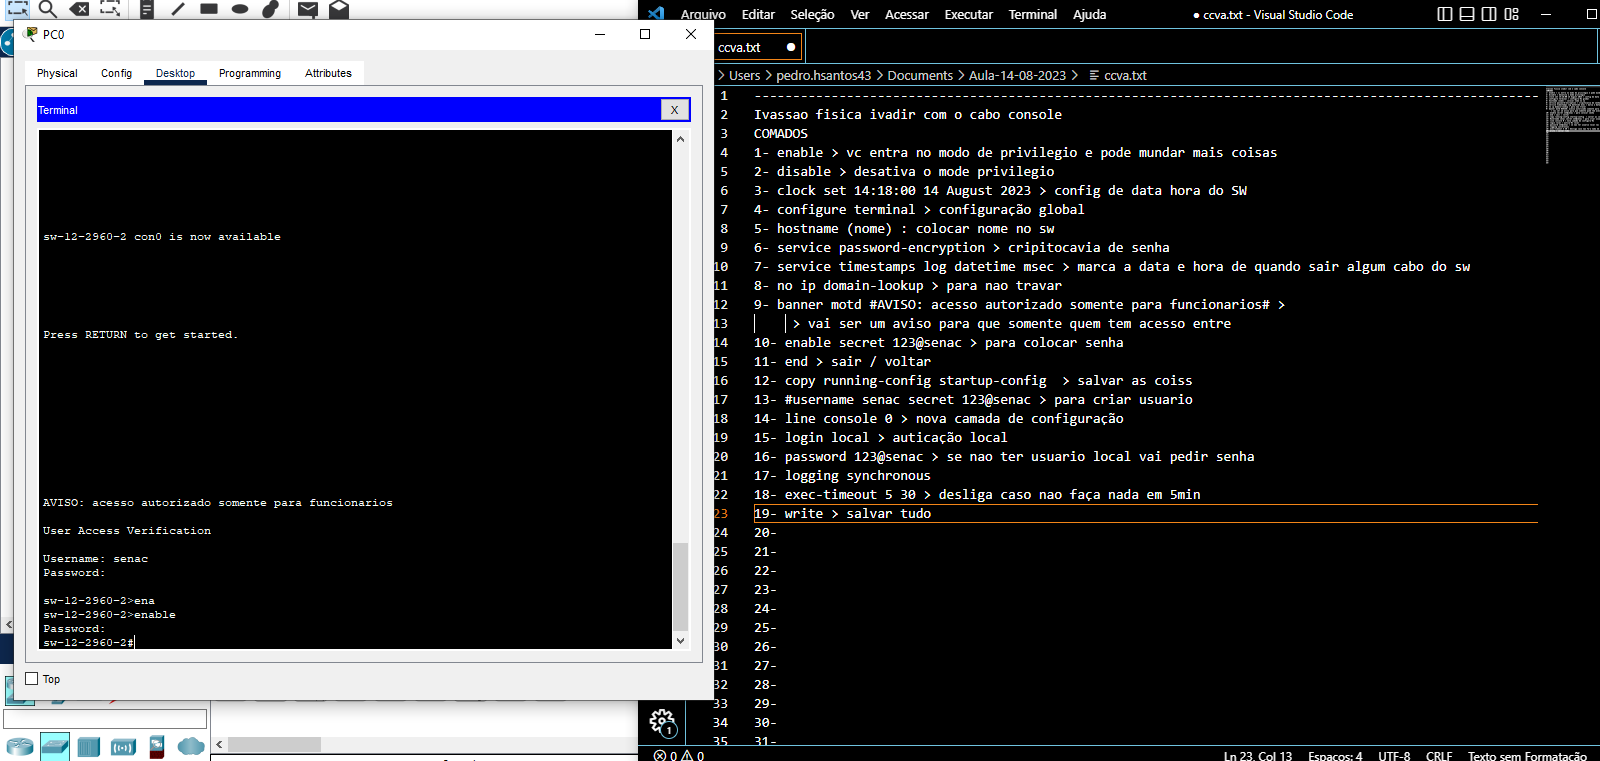 PC0
Physical Config Desktop Programming Attributes
Terminal X
sw-12-2960-2 con0 is now available
Press RETURN to get started.
AVISO: acesso autorizado somente para funcionarios
User Access Verification
Username: senac
Password:
sw-12-2960-2>ena
sw-12-2960-2>enable
Password:
sw-12-2960-2#
Top
Arquivo Editar Seleção Ver Acessar Executar Terminal Ajuda ● ccva.txt - Visual Studio Code
ccva.txt ●
> Users > pedro.hsantos43 > Documents > Aula-14-08-2023 > ccva.txt
1 ------------------------------------------------------------------------------------------------------
2 Ivassao fisica ivadir com o cabo console
3 COMADOS
4 1- enable > vc entra no modo de privilegio e pode mundar mais coisas
5 2- disable > desativa o mode privilegio
6 3- clock set 14:18:00 14 August 2023 > config de data hora do SW
7 4- configure terminal > configuração global
8 5- hostname (nome) : colocar nome no sw
9 6- service password-encryption > cripitocavia de senha
10 7- service timestamps log datetime msec > marca a data e hora de quando sair algum cabo do sw
11 8- no ip domain-lookup > para nao travar
12 9- banner motd #AVISO: acesso autorizado somente para funcionarios# >
13 > vai ser um aviso para que somente quem tem acesso entre
14 10- enable secret 123@senac > para colocar senha
15 11- end > sair / voltar
16 12- copy running-config startup-config > salvar as coiss
17 13- #username senac secret 123@senac > para criar usuario
18 14- line console 0 > nova camada de configuração
19 15- login local > auticação local
20 16- password 123@senac > se nao ter usuario local vai pedir senha
21 17- logging synchronous
22 18- exec-timeout 5 30 > desliga caso nao faça nada em 5min
23 19- write > salvar tudo
24 20-
25 21-
26 22-
27 23-
28 24-
29 25-
30 26-
31 27-
32 28-
33 29-
34 30-
35 31-
1
0 0 Ln 23, Col 13 Espaços: 4 UTF-8 CRLF Texto sem Formatação